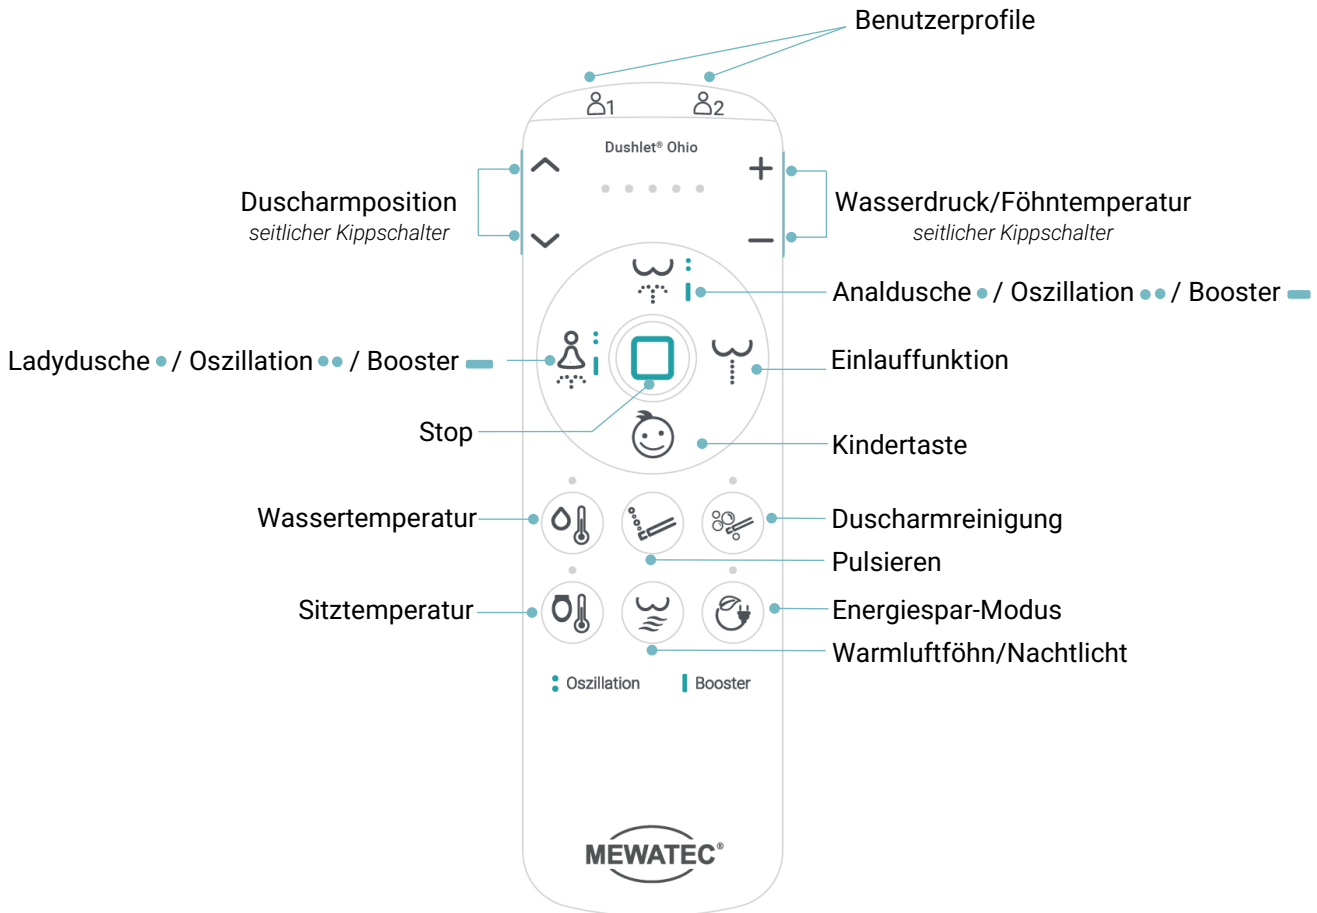 Benutzerprofile
1
2
Dushlet® Ohio
Duscharmposition
seitlicher Kippschalter
Wasserdruck/Föhntemperatur
seitlicher Kippschalter
Analdusche • / Oszillation •• / Booster ▬
Ladydusche • / Oszillation •• / Booster ▬
Einlauffunktion
Stop
Kindertaste
Wassertemperatur
Duscharmreinigung
Pulsieren
Sitztemperatur
Energiespar-Modus
Warmluftföhn/Nachtlicht
Oszillation
Booster
MEWATEC®